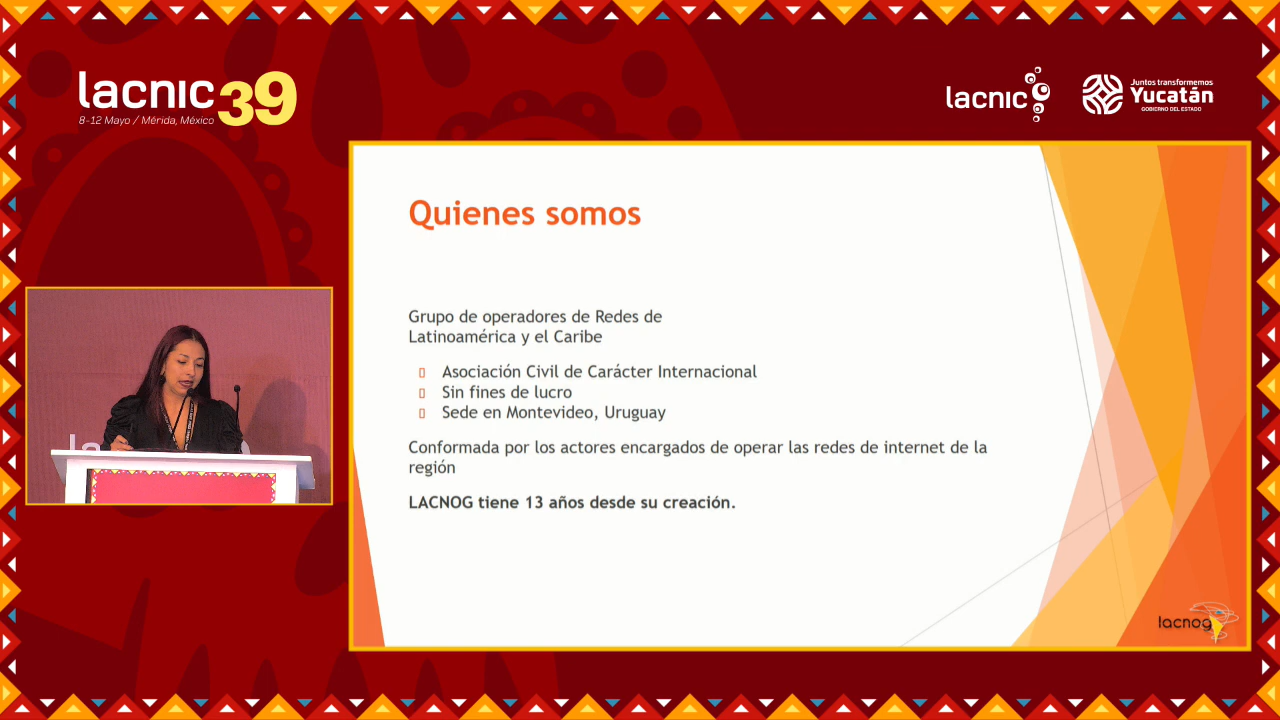 lacnic 39
8-12 Mayo / Mérida, México
lacnic
Juntos transformemos
Yucatán
GOBIERNO DEL ESTADO
Quienes somos
Grupo de operadores de Redes de
Latinoamérica y el Caribe
Asociación Civil de Carácter Internacional
Sin fines de lucro
Sede en Montevideo, Uruguay
Conformada por los actores encargados de operar las redes de internet de la
región
LACNOG tiene 13 años desde su creación.
lacnog
la